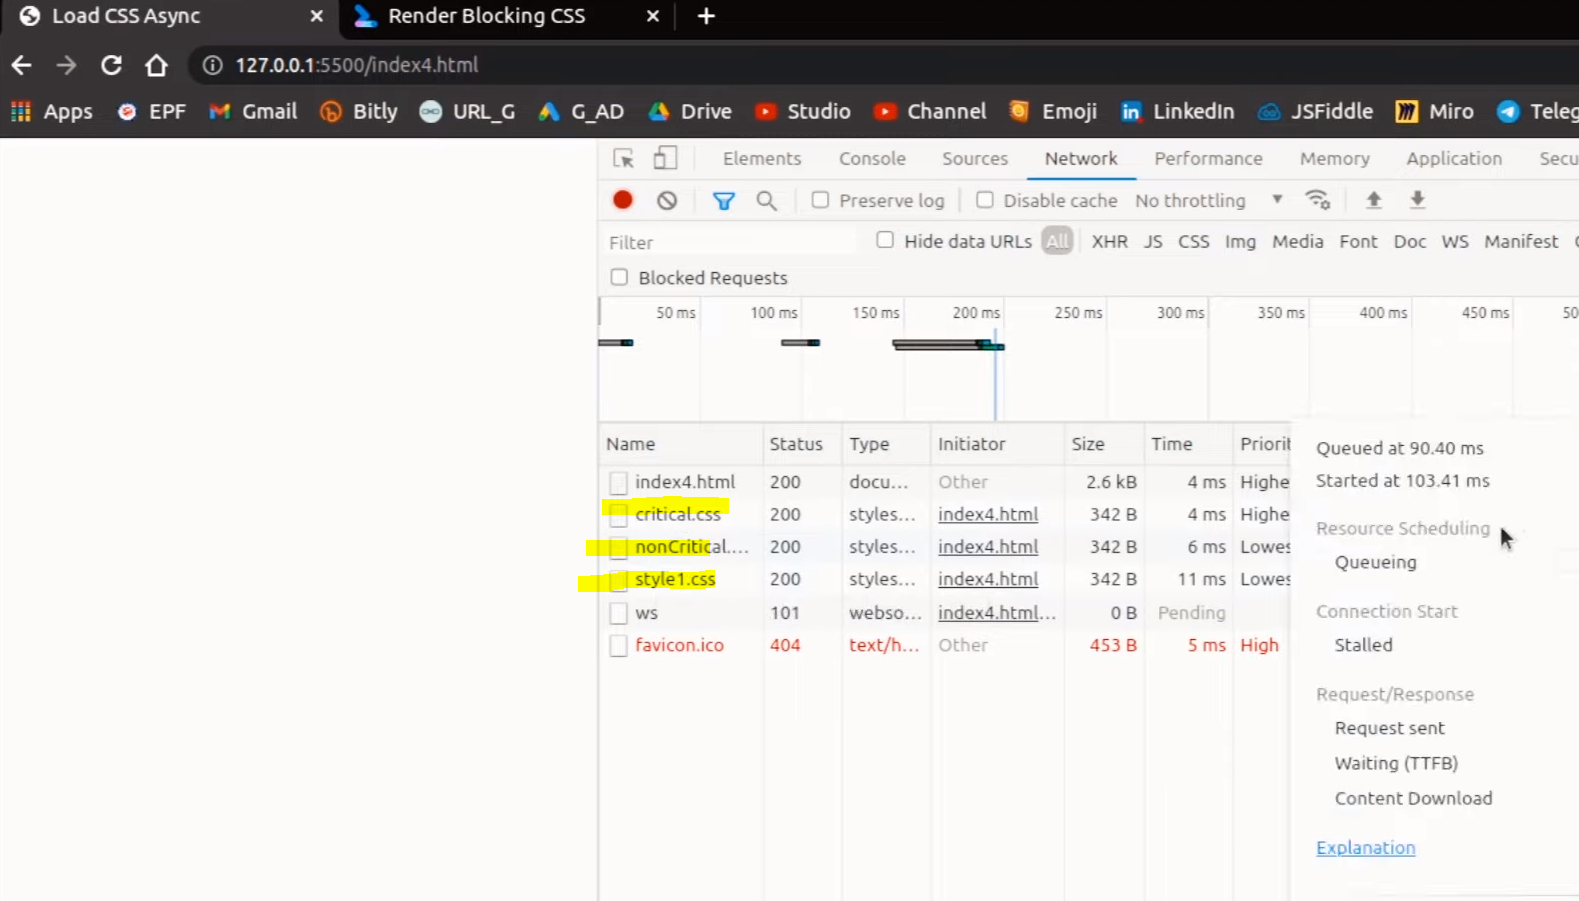 Load CSS Async
Render Blocking CSS
127.0.0.1:5500/index4.html
Apps EPF Gmail Bitly URL_G G_AD Drive Studio Channel Emoji LinkedIn JSFiddle Miro Teleg
Elements Console Sources Network Performance Memory Application Secu
Preserve log Disable cache No throttling
Filter Hide data URLs All XHR JS CSS Img Media Font Doc WS Manifest
Blocked Requests
50 ms 100 ms 150 ms 200 ms 250 ms 300 ms 350 ms 400 ms 450 ms 50
Name Status Type Initiator Size Time Priorit
index4.html 200 docu... Other 2.6 kB 4 ms Highe
critical.css 200 styles... index4.html 342 B 4 ms Highe
nonCritical.... 200 styles... index4.html 342 B 6 ms Lowes
style1.css 200 styles... index4.html 342 B 11 ms Lowes
ws 101 webso... index4.html... 0 B Pending
favicon.ico 404 text/h... Other 453 B 5 ms High
Queued at 90.40 ms
Started at 103.41 ms
Resource Scheduling
Queueing
Connection Start
Stalled
Request/Response
Request sent
Waiting (TTFB)
Content Download
Explanation